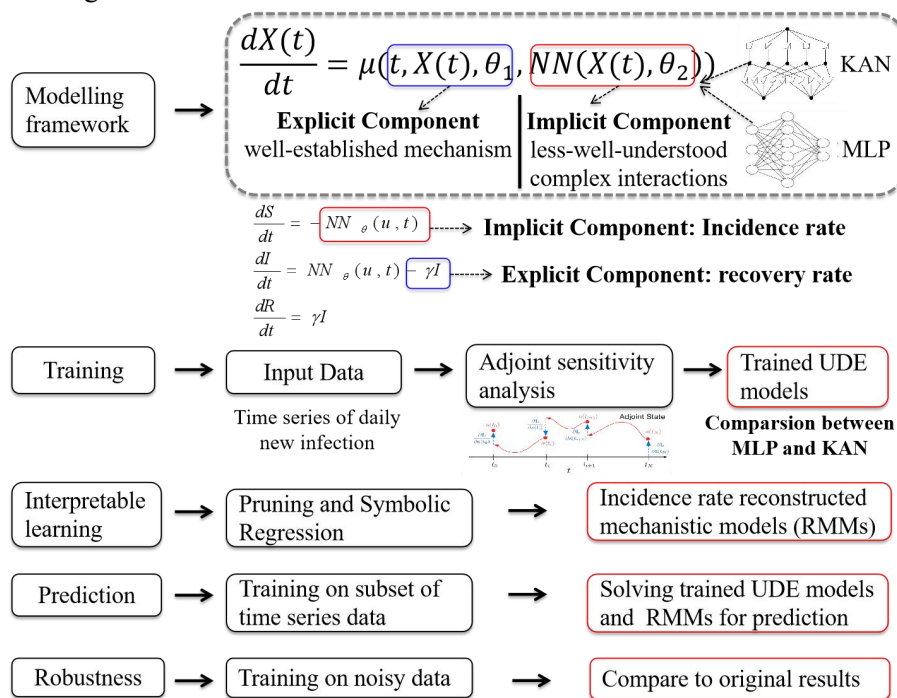 dX(t)/dt = μ(t, X(t), θ₁, NN(X(t), θ₂))
KAN
MLP
Modelling
framework
Explicit Component
well-established mechanism
Implicit Component
less-well-understood
complex interactions
dS/dt = − NN θ (u , t)
Implicit Component: Incidence rate
dI/dt = NN θ (u , t) − γI
Explicit Component: recovery rate
dR/dt = γI
Training
Input Data
Time series of daily
new infection
Adjoint sensitivity
analysis
Adjoint State
t
Trained UDE
models
Comparsion between
MLP and KAN
Interpretable
learning
Pruning and Symbolic
Regression
Incidence rate reconstructed
mechanistic models (RMMs)
Prediction
Training on subset of
time series data
Solving trained UDE models
and RMMs for prediction
Robustness
Training on noisy data
Compare to original results